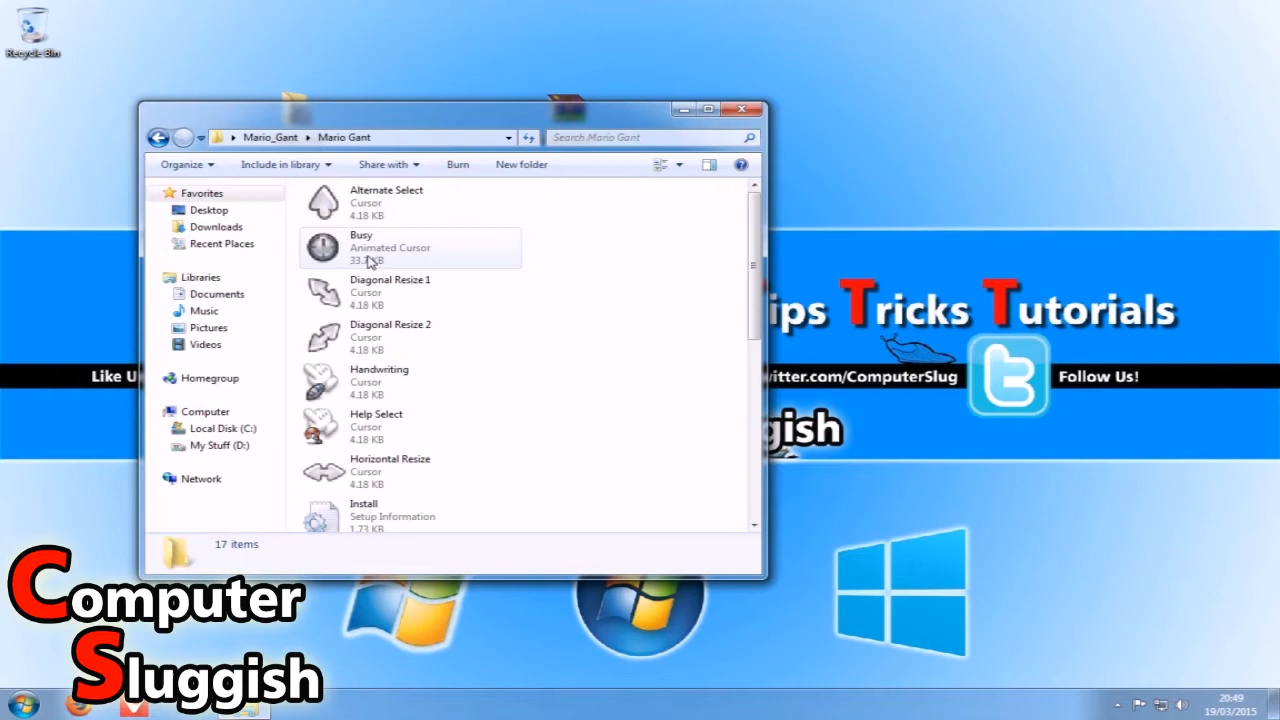 Recycle Bin
Mario_Gant
Mario Gant
Search Mario Gant
Organize
Include in library
Share with
Burn
New folder
Favorites
Desktop
Downloads
Recent Places
Libraries
Documents
Music
Pictures
Videos
Homegroup
Computer
Local Disk (C:)
My Stuff (D:)
Network
Alternate Select
Cursor
4.18 KB
Busy
Animated Cursor
KB
Diagonal Resize 1
Cursor
4.18 KB
Diagonal Resize 2
Cursor
4.18 KB
Handwriting
Cursor
4.18 KB
Help Select
Cursor
4.18 KB
Horizontal Resize
Cursor
4.18 KB
Install
Setup Information
1.73 KB
17 items
ips Tricks Tutorials
Like U
witter.com/ComputerSlug
Follow Us!
gish
Computer
Sluggish
20:49
19/03/2015